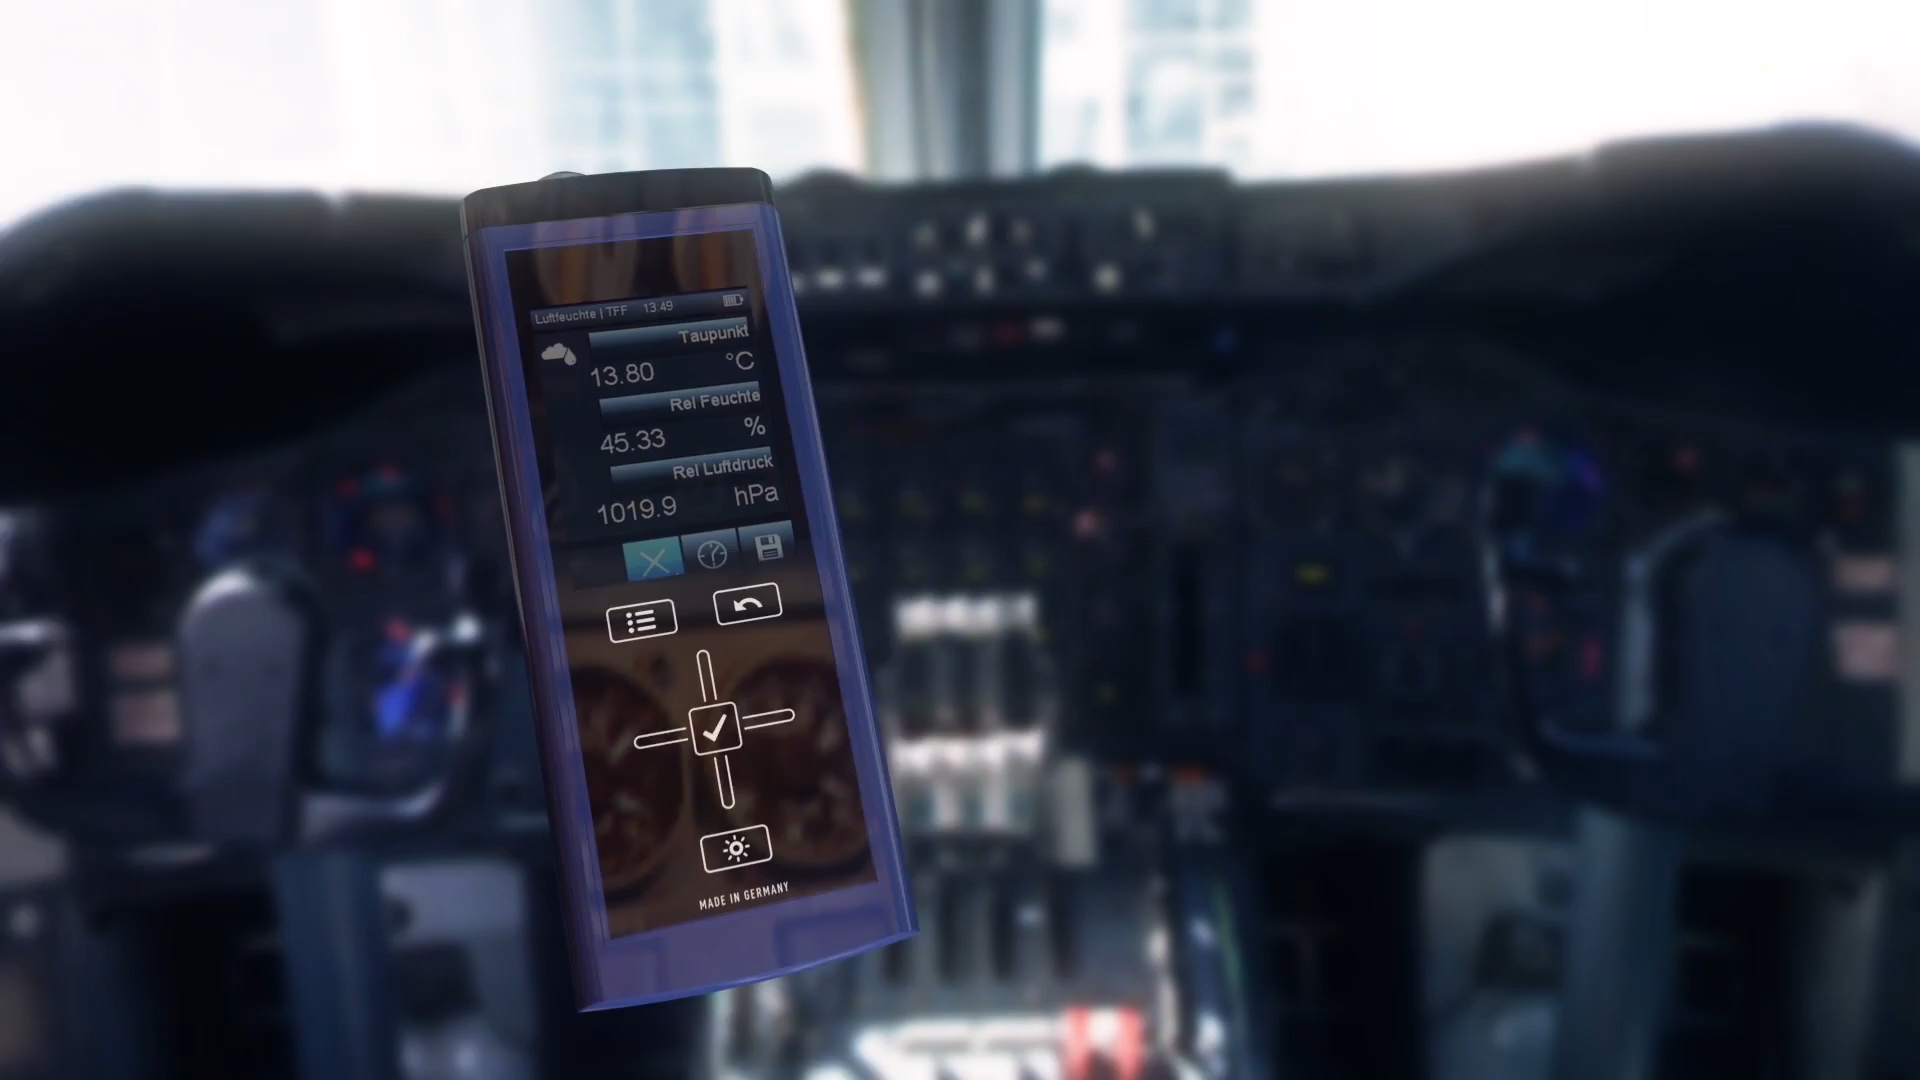 Luftfeuchte | TFF 13.49
Taupunkt
13.80 °C
Rel Feuchte
45.33 %
Rel Luftdruck
1019.9 hPa
MADE IN GERMANY